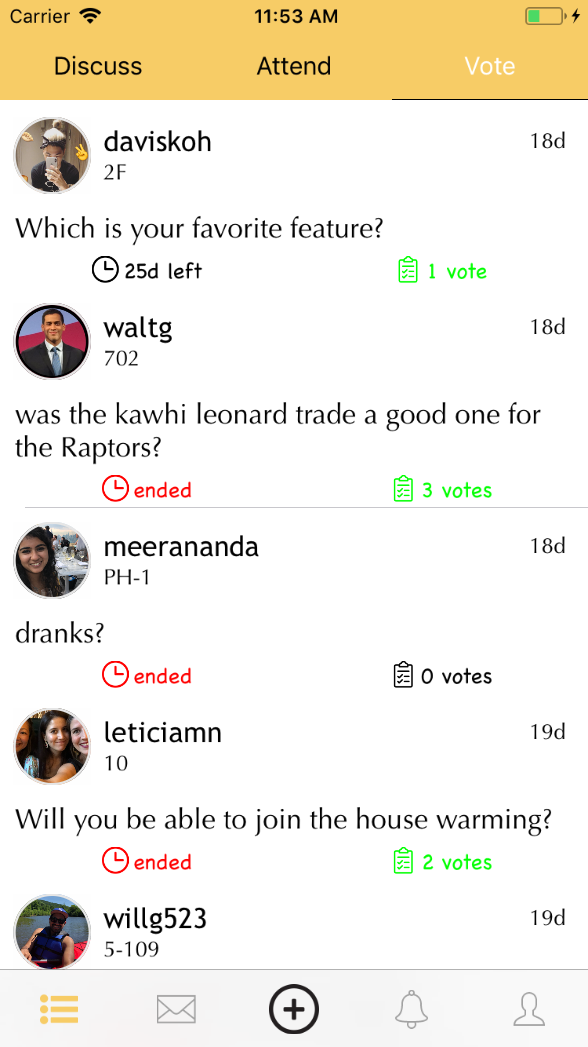 Carrier 11:53 AM
Discuss Attend Vote
daviskoh 18d
2F
Which is your favorite feature?
25d left 1 vote
waltg 18d
702
was the kawhi leonard trade a good one for
the Raptors?
ended 3 votes
meerananda 18d
PH-1
dranks?
ended 0 votes
leticiamn 19d
10
Will you be able to join the house warming?
ended 2 votes
willg523 19d
5-109